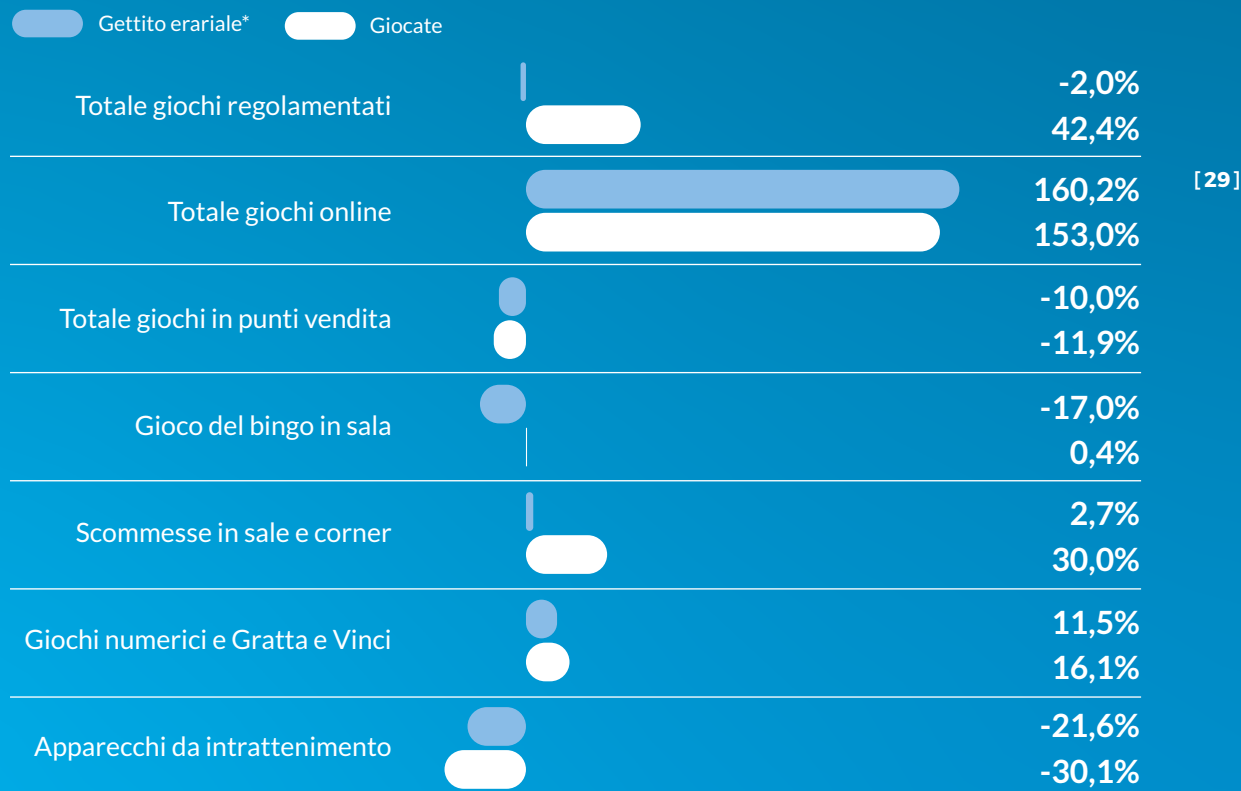 Gettito erariale* Giocate
Totale giochi regolamentati
-2,0%
42,4%
[29]
Totale giochi online
160,2%
153,0%
Totale giochi in punti vendita
-10,0%
-11,9%
Gioco del bingo in sala
-17,0%
0,4%
Scommesse in sale e corner
2,7%
30,0%
Giochi numerici e Gratta e Vinci
11,5%
16,1%
Apparecchi da intrattenimento
-21,6%
-30,1%